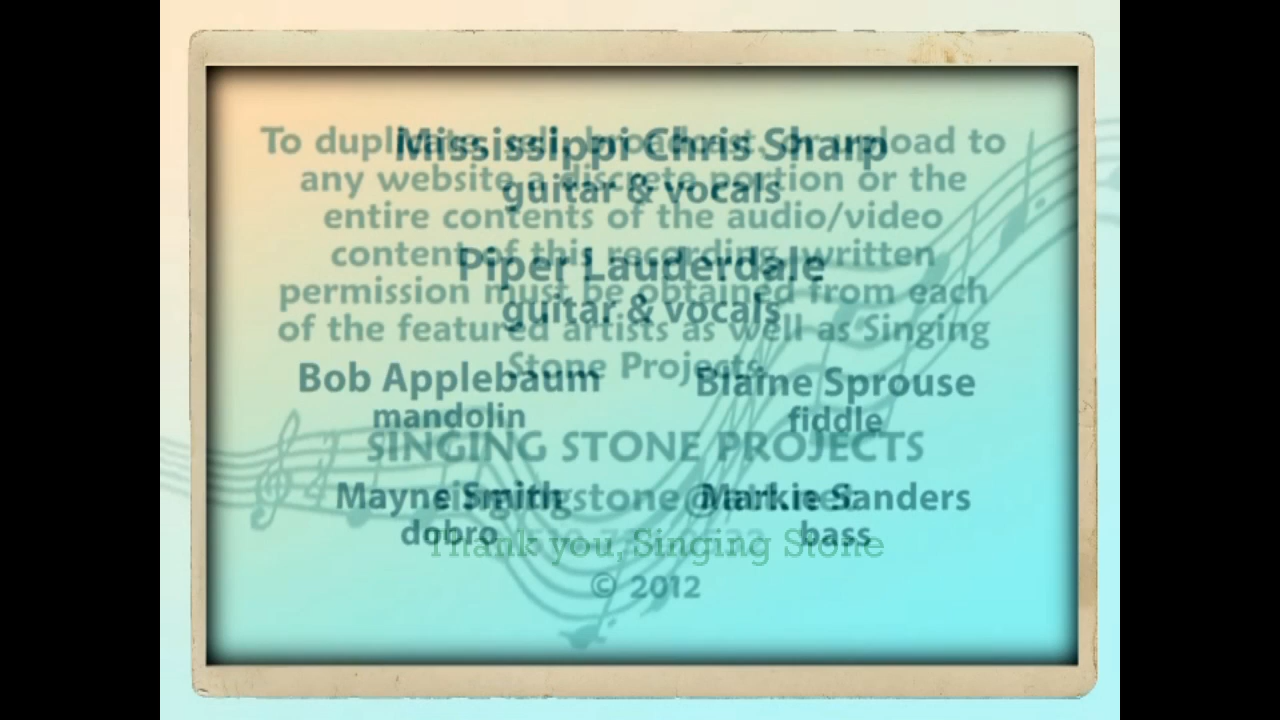 Mississippi Chris Sharp
guitar & vocals
Piper Lauderdale
guitar & vocals
Bob Applebaum
mandolin
Blaine Sprouse
fiddle
Mayne Smith
dobro
Markie Sanders
bass
To duplicate, sell, broadcast, or upload to
any website a discrete portion or the
entire contents of the audio/video
content of this recording, written
permission must be obtained from each
of the featured artists as well as Singing
Stone Projects.
SINGING STONE PROJECTS
Thank you, Singing Stone
© 2012